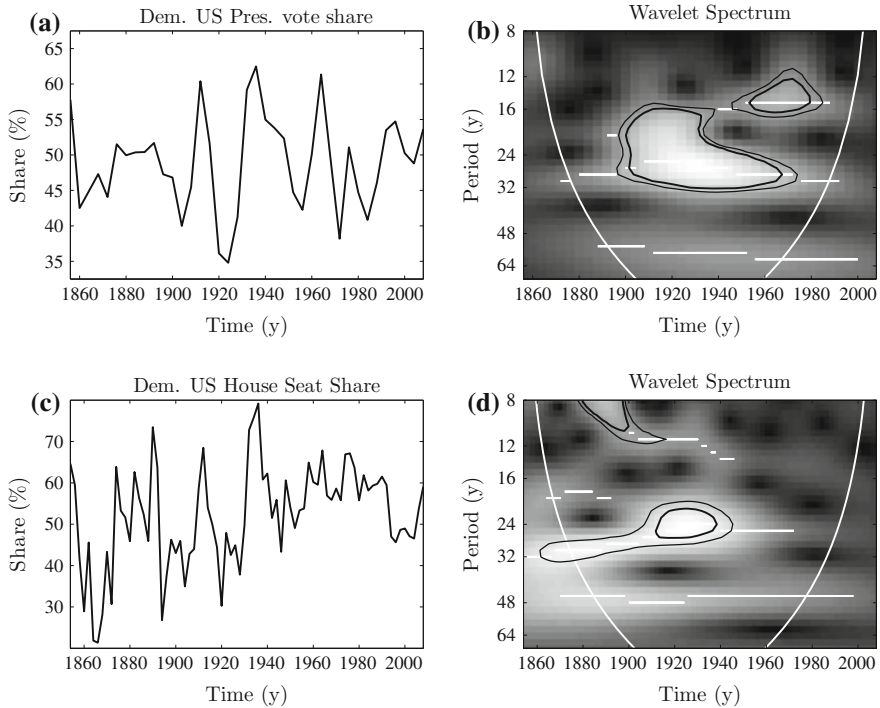 (a)
Dem. US Pres. vote share
65
60
55
50
45
40
35
Share (%)
1860 1880 1900 1920 1940 1960 1980 2000
Time (y)
(b)
Wavelet Spectrum
8
12
16
24
32
48
64
Period (y)
1860 1880 1900 1920 1940 1960 1980 2000
Time (y)
(c)
Dem. US House Seat Share
70
60
50
40
30
Share (%)
1860 1880 1900 1920 1940 1960 1980 2000
Time (y)
(d)
Wavelet Spectrum
8
12
16
24
32
48
64
Period (y)
1860 1880 1900 1920 1940 1960 1980 2000
Time (y)